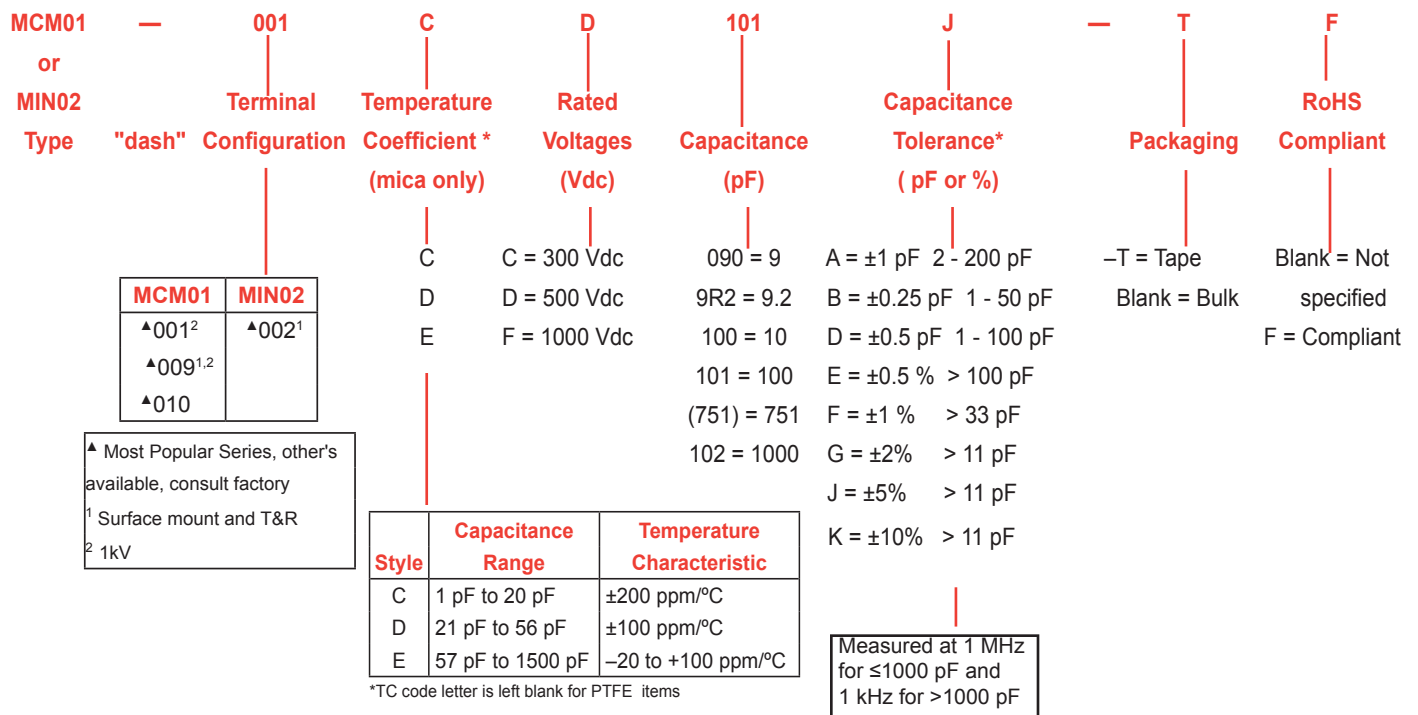 MCM01 — 001 C D 101 J — T F
or
MIN02 Terminal Temperature Rated Capacitance RoHS
Type "dash" Configuration Coefficient * Voltages Capacitance Tolerance* Packaging Compliant
(mica only) (Vdc) (pF) ( pF or %)
C C = 300 Vdc 090 = 9 A = ±1 pF 2 - 200 pF –T = Tape Blank = Not
D D = 500 Vdc 9R2 = 9.2 B = ±0.25 pF 1 - 50 pF Blank = Bulk specified
E F = 1000 Vdc 100 = 10 D = ±0.5 pF 1 - 100 pF F = Compliant
101 = 100 E = ±0.5 % > 100 pF
(751) = 751 F = ±1 % > 33 pF
102 = 1000 G = ±2% > 11 pF
J = ±5% > 11 pF
K = ±10% > 11 pF
MCM01 MIN02
▲001² ▲002¹
▲009¹,²
▲010
▲ Most Popular Series, other's
available, consult factory
¹ Surface mount and T&R
² 1kV
Capacitance Temperature
Style Range Characteristic
C 1 pF to 20 pF ±200 ppm/ºC
D 21 pF to 56 pF ±100 ppm/ºC
E 57 pF to 1500 pF –20 to +100 ppm/ºC
*TC code letter is left blank for PTFE items
Measured at 1 MHz
for ≤1000 pF and
1 kHz for >1000 pF